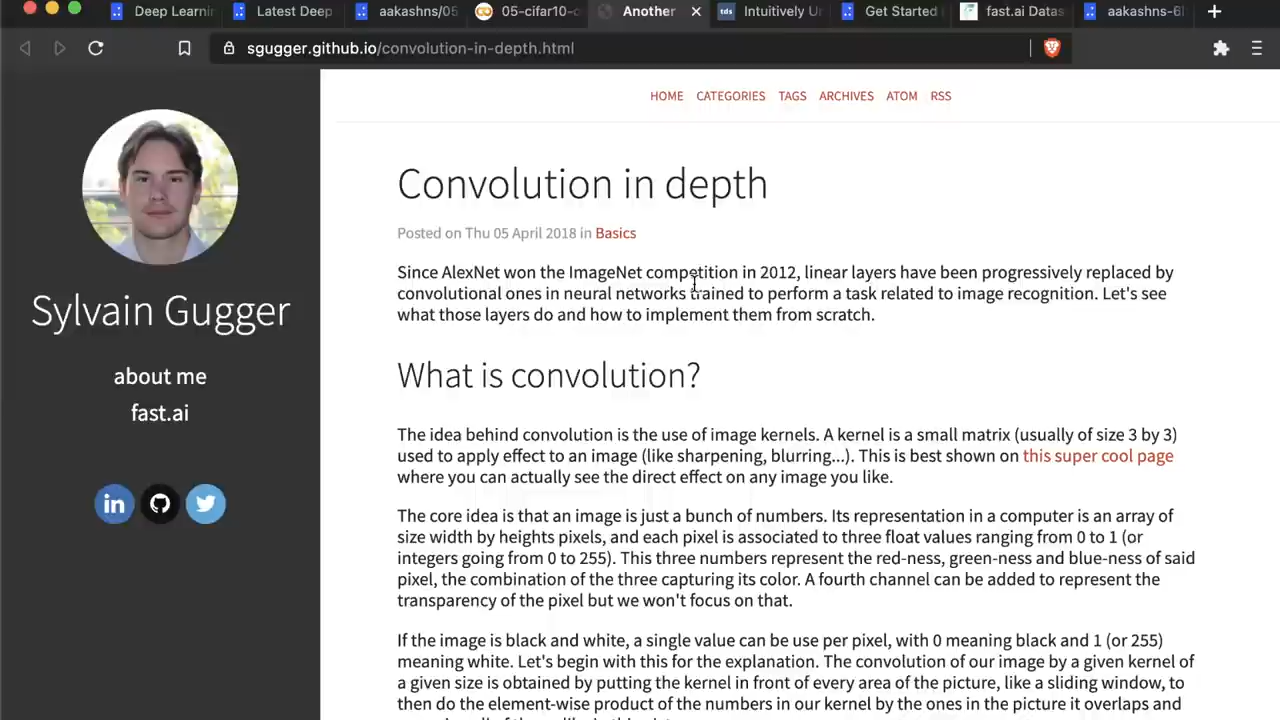 Deep Learni
Latest Deep
aakashns/05
05-cifar10-c
Another
Intuitively U
Get Started
fast.ai Datas
aakashns-6
sgugger.github.io/convolution-in-depth.html
HOME CATEGORIES TAGS ARCHIVES ATOM RSS
Sylvain Gugger
about me
fast.ai
Convolution in depth
Posted on Thu 05 April 2018 in Basics
Since AlexNet won the ImageNet competition in 2012, linear layers have been progressively replaced by
convolutional ones in neural networks trained to perform a task related to image recognition. Let's see
what those layers do and how to implement them from scratch.
What is convolution?
The idea behind convolution is the use of image kernels. A kernel is a small matrix (usually of size 3 by 3)
used to apply effect to an image (like sharpening, blurring...). This is best shown on this super cool page
where you can actually see the direct effect on any image you like.
The core idea is that an image is just a bunch of numbers. Its representation in a computer is an array of
size width by heights pixels, and each pixel is associated to three float values ranging from 0 to 1 (or
integers going from 0 to 255). This three numbers represent the red-ness, green-ness and blue-ness of said
pixel, the combination of the three capturing its color. A fourth channel can be added to represent the
transparency of the pixel but we won't focus on that.
If the image is black and white, a single value can be use per pixel, with 0 meaning black and 1 (or 255)
meaning white. Let's begin with this for the explanation. The convolution of our image by a given kernel of
a given size is obtained by putting the kernel in front of every area of the picture, like a sliding window, to
then do the element-wise product of the numbers in our kernel by the ones in the picture it overlaps and